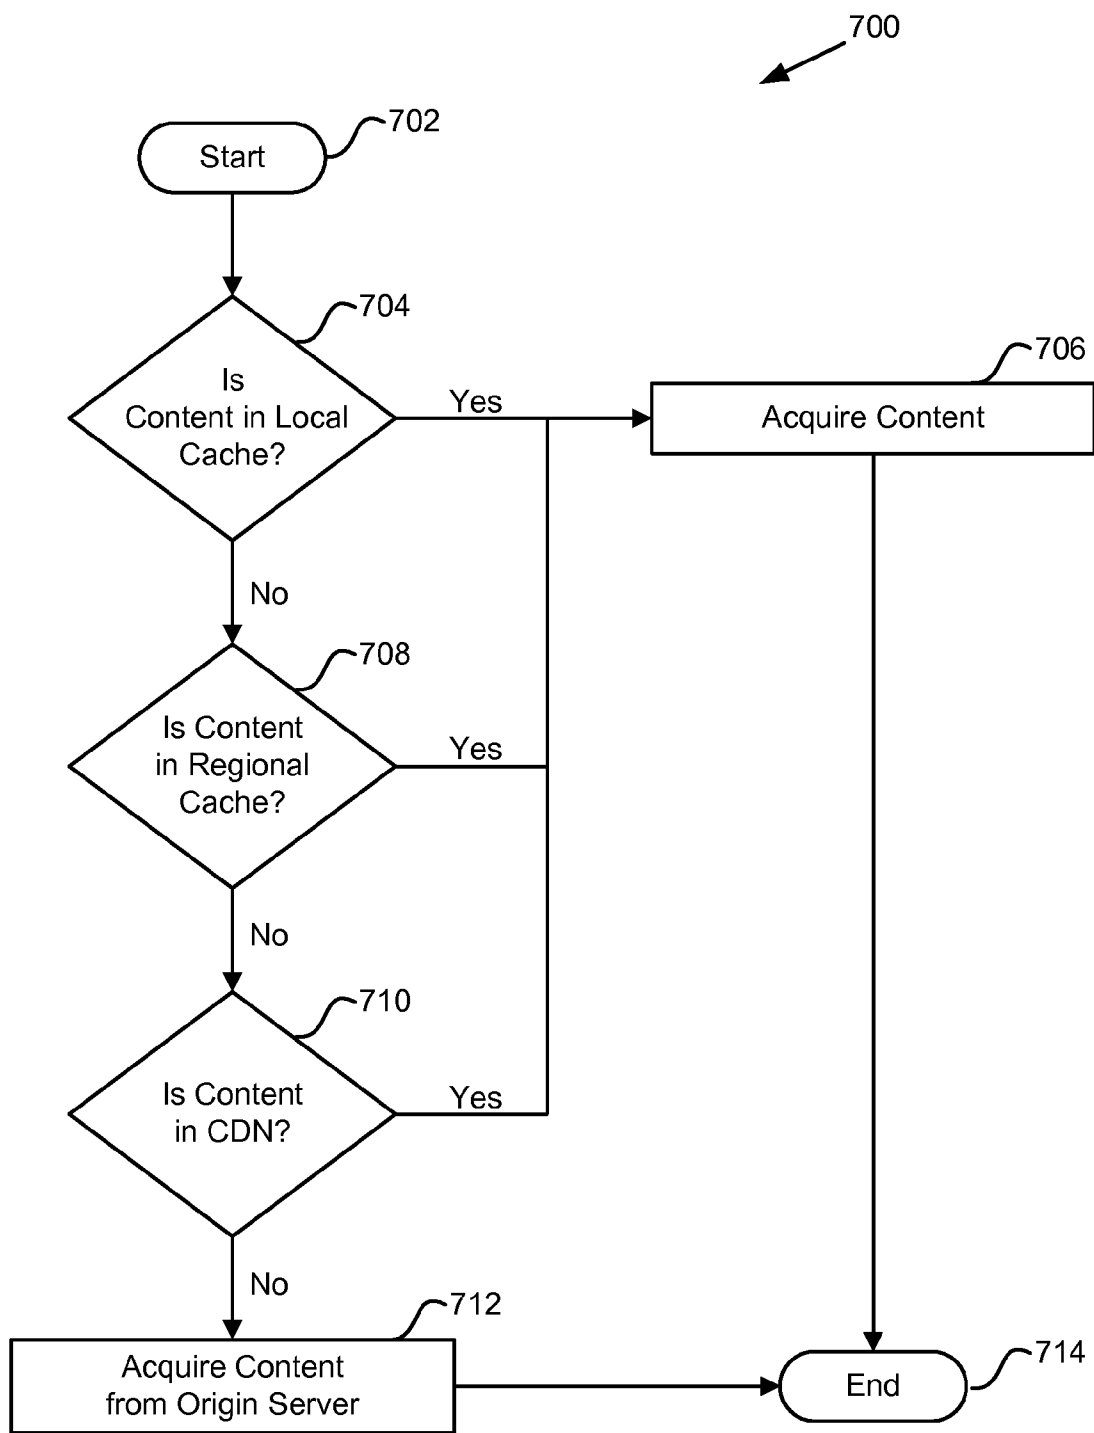 700
702
Start
704
Is
Content in Local
Cache?
Yes
706
Acquire Content
No
708
Is Content
in Regional
Cache?
Yes
No
710
Is Content
in CDN?
Yes
No
712
Acquire Content
from Origin Server
714
End